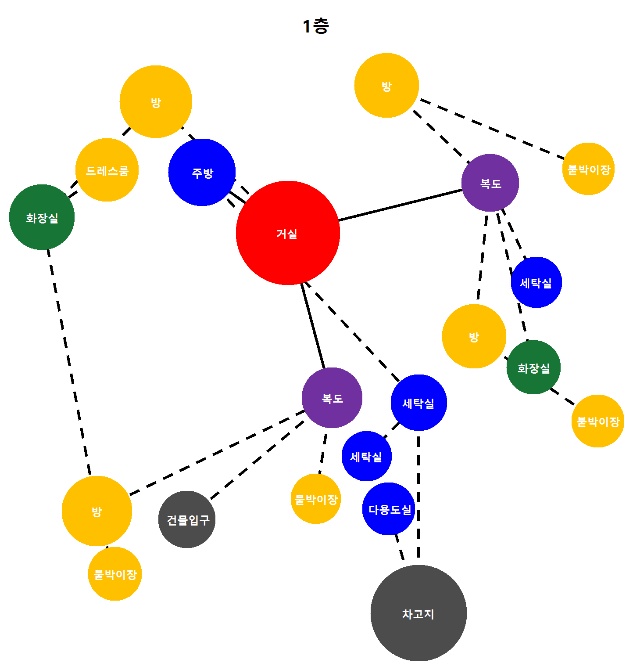 1층
방
방
드레스룸
주방
붙박이장
복도
화장실
거실
세탁실
방
화장실
복도
세탁실
붙박이장
세탁실
붙박이장
방
건물입구
다용도실
붙박이장
차고지